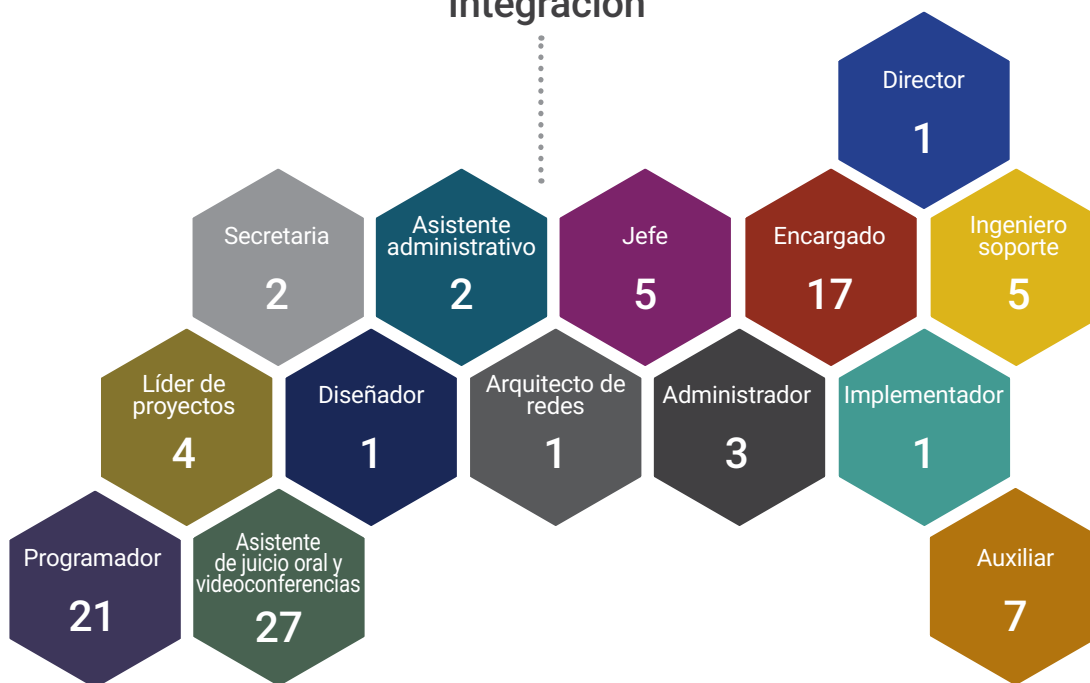 Integración
Director
1
Secretaria
2
Asistente
administrativo
2
Jefe
5
Encargado
17
Ingeniero
soporte
5
Líder de
proyectos
4
Diseñador
1
Arquitecto de
redes
1
Administrador
3
Implementador
1
Programador
21
Asistente
de juicio oral y
videoconferencias
27
Auxiliar
7